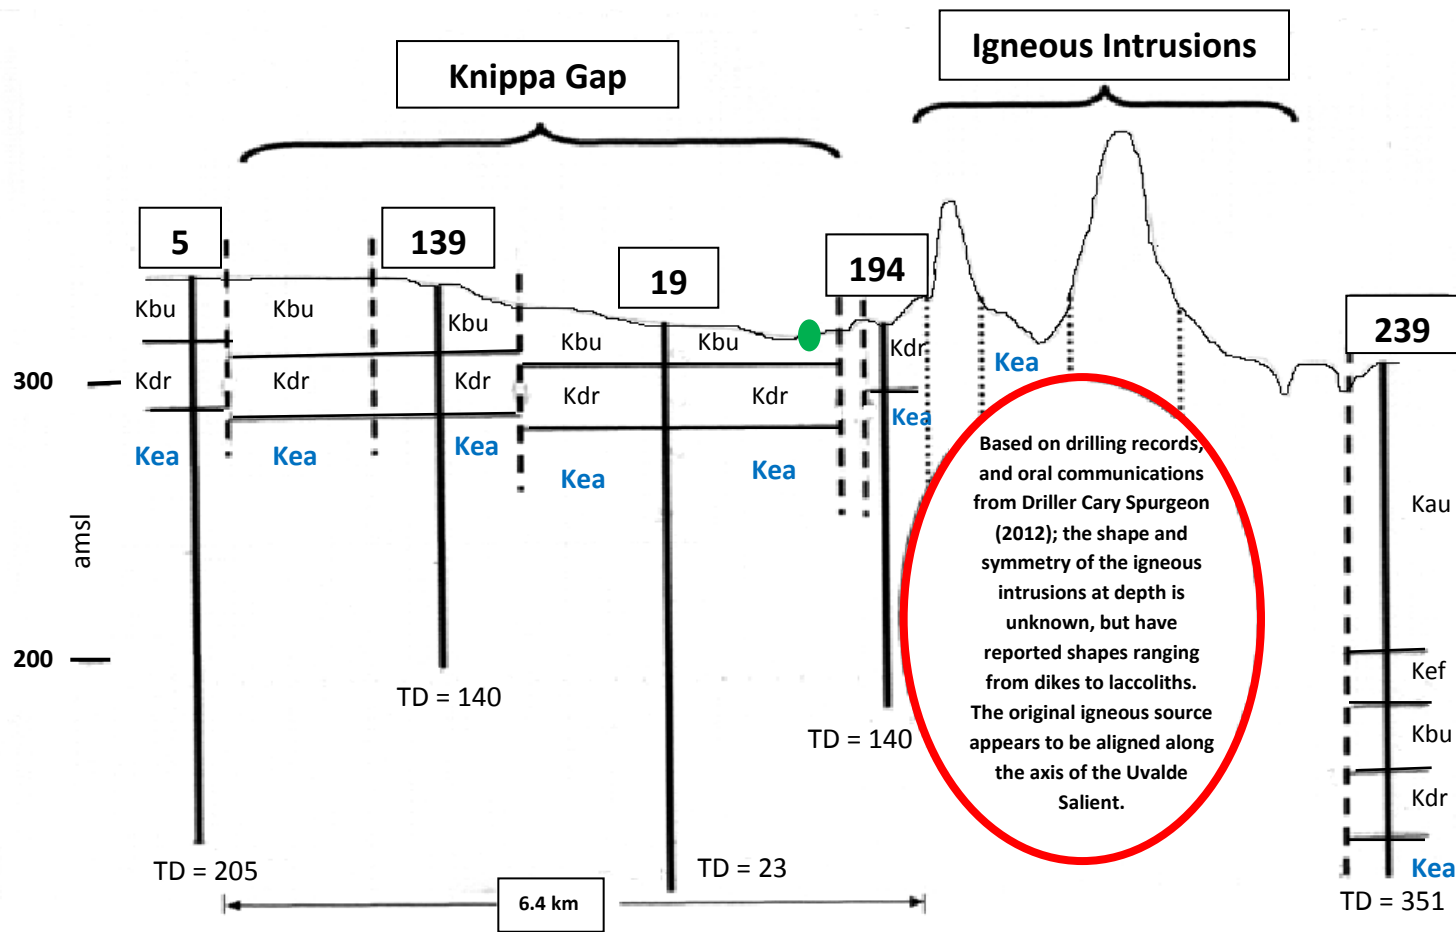 Igneous Intrusions
Knippa Gap
5
139
19
194
239
Kbu
Kbu
Kbu
Kbu
Kbu
Kdr
Kea
300
Kdr
Kdr
Kdr
Kdr
Kdr
Kea
Kea
Kea
Kea
Kea
Kea
amsl
200
Based on drilling records,
and oral communications
from Driller Cary Spurgeon
(2012); the shape and
symmetry of the igneous
intrusions at depth is
unknown, but have
reported shapes ranging
from dikes to laccoliths.
The original igneous source
appears to be aligned along
the axis of the Uvalde
Salient.
Kau
Kef
Kbu
Kdr
Kea
TD = 140
TD = 140
TD = 205
TD = 23
TD = 351
6.4 km